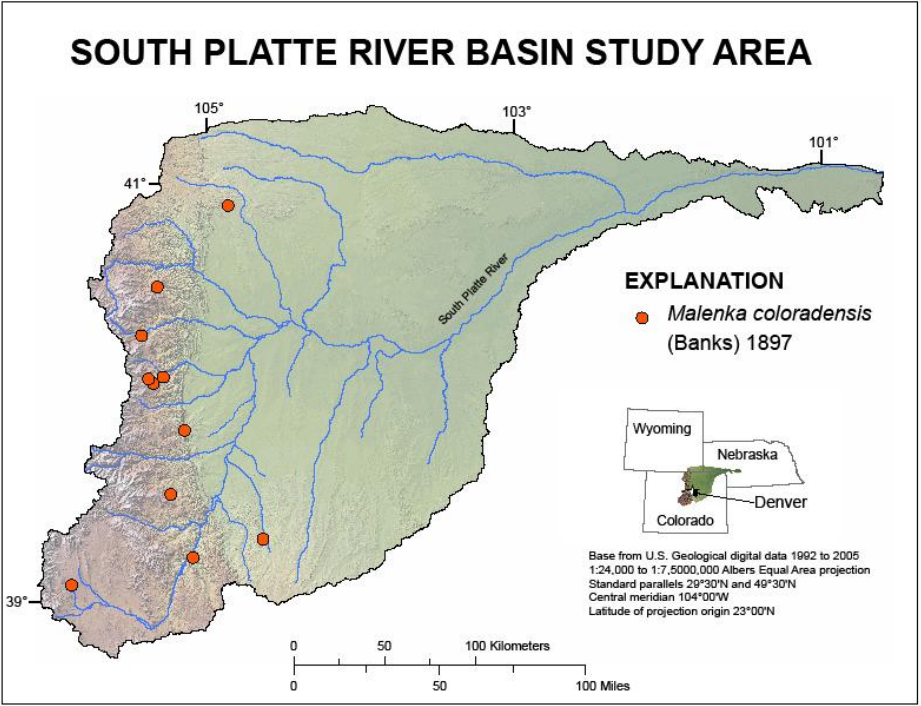 SOUTH PLATTE RIVER BASIN STUDY AREA
105°
103°
101°
41°
South Platte River
EXPLANATION
Malenka coloradensis
(Banks) 1897
Wyoming
Nebraska
Denver
Colorado
Base from U.S. Geological digital data 1992 to 2005
1:24,000 to 1:7,5000,000 Albers Equal Area projection
Standard parallels 29°30'N and 49°30'N
Central meridian 104°00'W
Latitude of projection origin 23°00'N
39°
0 50 100 Kilometers
0 50 100 Miles